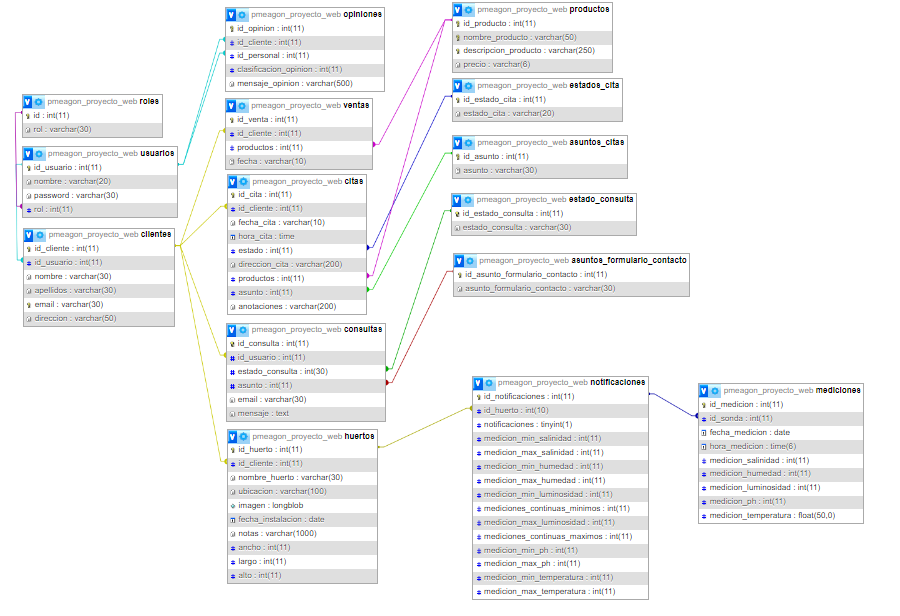 pmeagon_proyecto_web roles
id : int(11)
rol : varchar(30)
pmeagon_proyecto_web usuarios
id_usuario : int(11)
nombre : varchar(20)
password : varchar(30)
rol : int(11)
pmeagon_proyecto_web clientes
id_cliente : int(11)
id_usuario : int(11)
nombre : varchar(30)
apellidos : varchar(30)
email : varchar(30)
direccion : varchar(50)
pmeagon_proyecto_web opiniones
id_opinion : int(11)
id_cliente : int(11)
id_personal : int(11)
clasificacion_opinion : int(11)
mensaje_opinion : varchar(500)
pmeagon_proyecto_web ventas
id_venta : int(11)
id_cliente : int(11)
productos : int(11)
fecha : varchar(10)
pmeagon_proyecto_web citas
id_cita : int(11)
id_cliente : int(11)
fecha_cita : varchar(10)
hora_cita : time
estado : int(11)
direccion_cita : varchar(200)
productos : int(11)
asunto : int(11)
anotaciones : varchar(200)
pmeagon_proyecto_web consultas
id_consulta : int(11)
id_usuario : int(11)
estado_consulta : int(30)
asunto : int(11)
email : varchar(30)
mensaje : text
pmeagon_proyecto_web huertos
id_huerto : int(11)
id_cliente : int(11)
nombre_huerto : varchar(30)
ubicacion : varchar(100)
imagen : longblob
fecha_instalacion : date
notas : varchar(1000)
ancho : int(11)
largo : int(11)
alto : int(11)
pmeagon_proyecto_web productos
id_producto : int(11)
nombre_producto : varchar(50)
descripcion_producto : varchar(250)
precio : varchar(6)
pmeagon_proyecto_web estados_cita
id_estado_cita : int(11)
estado_cita : varchar(20)
pmeagon_proyecto_web asuntos_citas
id_asunto : int(11)
asunto : varchar(30)
pmeagon_proyecto_web estado_consulta
id_estado_consulta : int(11)
estado_consulta : varchar(30)
pmeagon_proyecto_web asuntos_formulario_contacto
id_asunto_formulario_contacto : int(11)
asunto_formulario_contacto : varchar(30)
pmeagon_proyecto_web notificaciones
id_notificaciones : int(11)
id_huerto : int(10)
notificaciones : tinyint(1)
medicion_min_salinidad : int(11)
medicion_max_salinidad : int(11)
medicion_min_humedad : int(11)
medicion_max_humedad : int(11)
medicion_min_luminosidad : int(11)
mediciones_continuas_minimos : int(11)
medicion_max_luminosidad : int(11)
mediciones_continuas_maximos : int(11)
medicion_min_ph : int(11)
medicion_max_ph : int(11)
medicion_min_temperatura : int(11)
medicion_max_temperatura : int(11)
pmeagon_proyecto_web mediciones
id_medicion : int(11)
id_sonda : int(11)
fecha_medicion : date
hora_medicion : time(6)
medicion_salinidad : int(11)
medicion_humedad : int(11)
medicion_luminosidad : int(11)
medicion_ph : int(11)
medicion_temperatura : float(50,0)